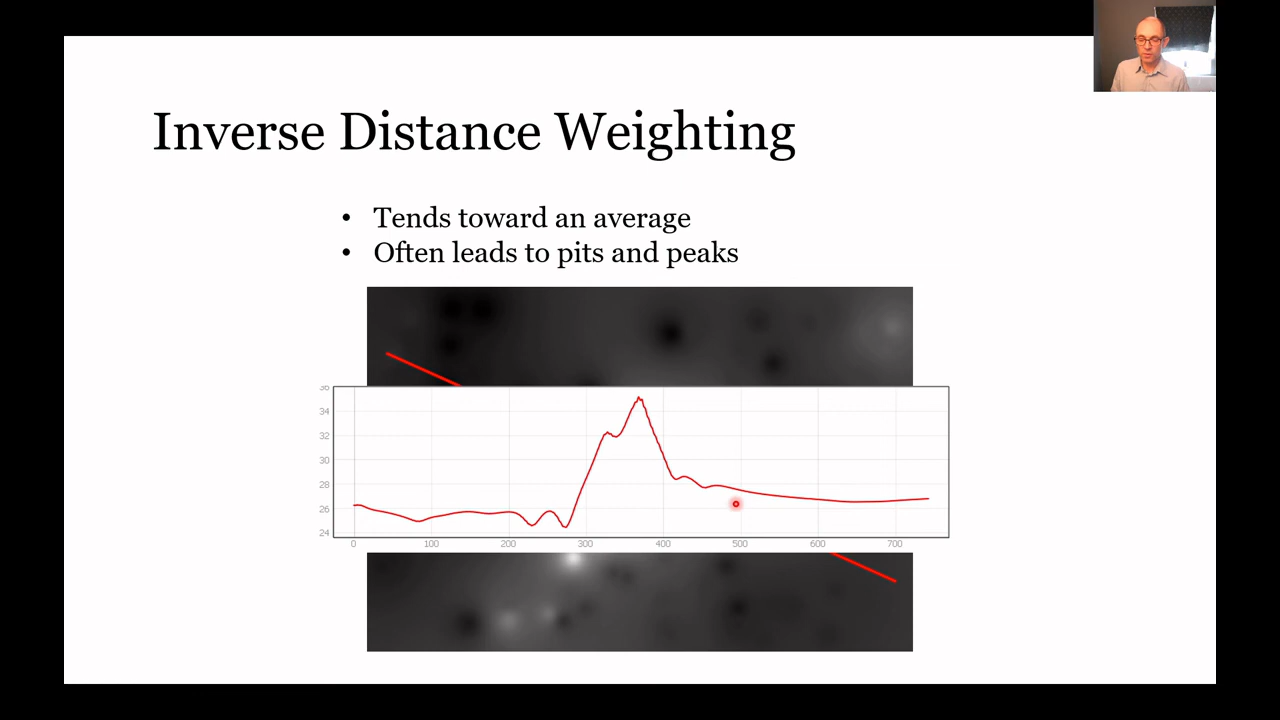 Inverse Distance Weighting
• Tends toward an average
• Often leads to pits and peaks
36
34
32
30
28
26
24
0 100 200 300 400 500 600 700